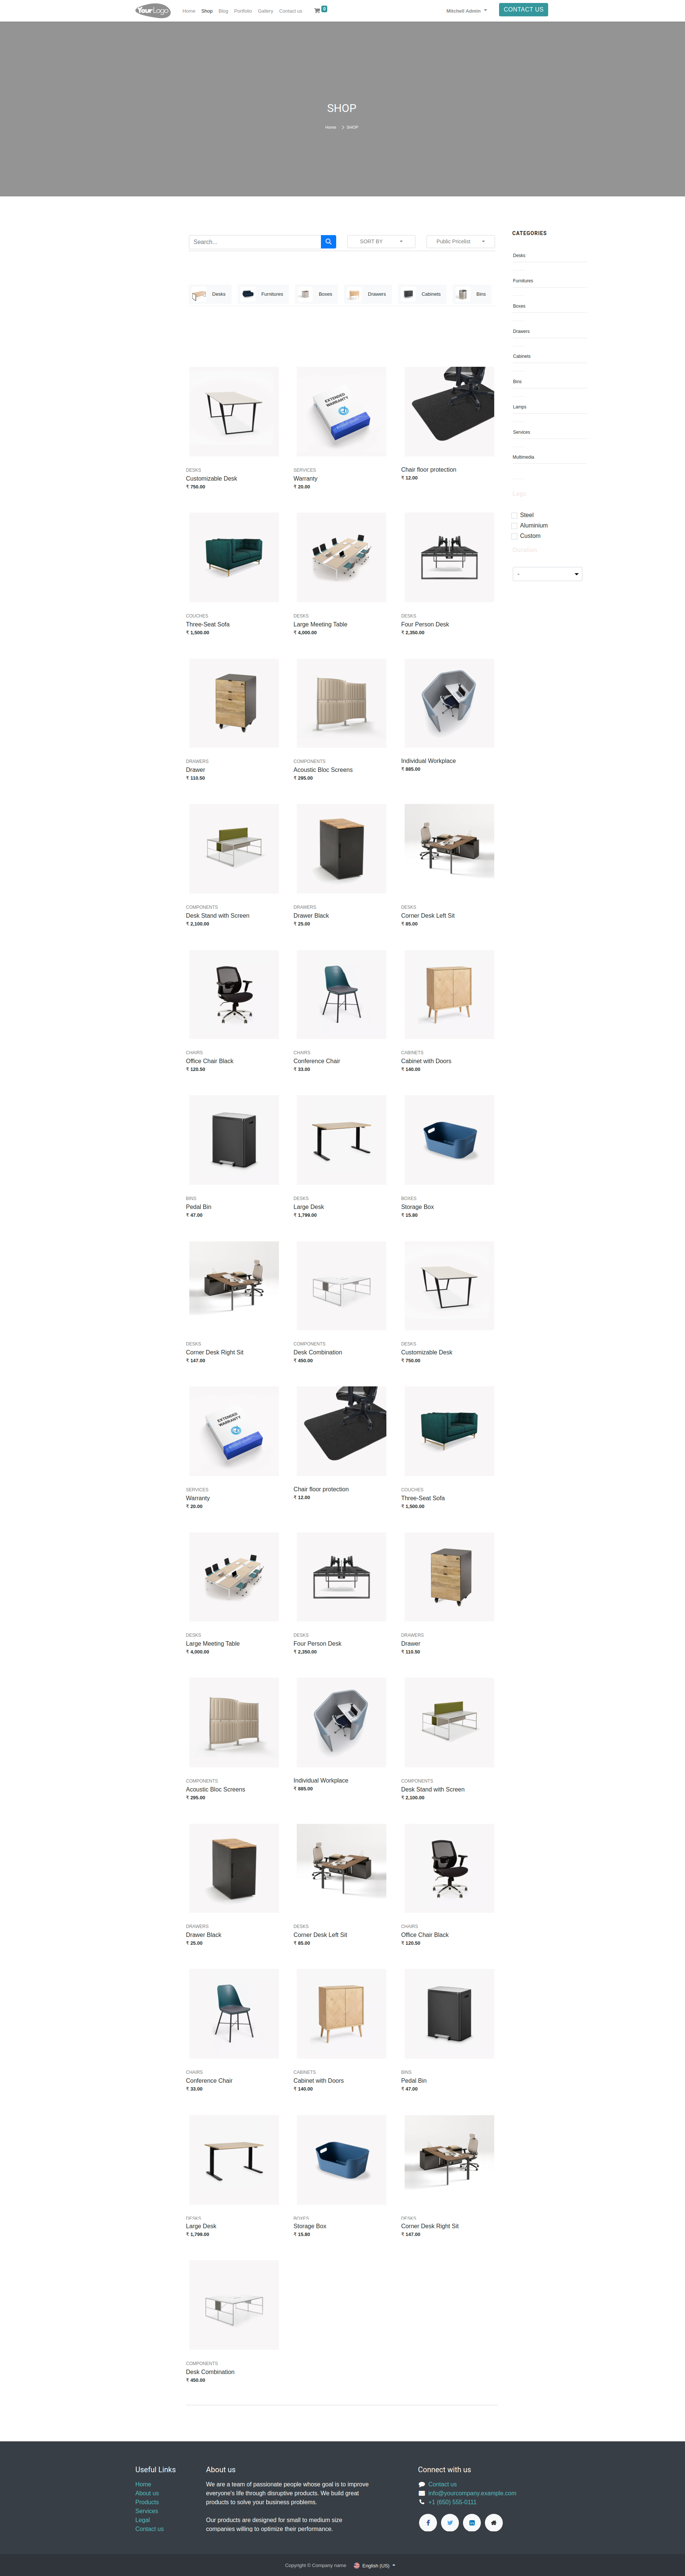 YourLogo
Home Shop Blog Portfolio Gallery Contact us 0 Mitchell Admin CONTACT US
SHOP
Home > SHOP
Search... SORT BY Public Pricelist
Desks Furnitures Boxes Drawers Cabinets Bins
CATEGORIES
Desks
Furnitures
Boxes
Drawers
Cabinets
Bins
Lamps
Services
Multimedia
Legs
Steel
Aluminium
Custom
-
EXTENDED WARRANTY
DESKS SERVICES
Customizable Desk Warranty Chair floor protection
₹ 750.00 ₹ 20.00 ₹ 12.00
COUCHES DESKS DESKS
Three-Seat Sofa Large Meeting Table Four Person Desk
₹ 1,500.00 ₹ 4,000.00 ₹ 2,350.00
DRAWERS COMPONENTS
Drawer Acoustic Bloc Screens Individual Workplace
₹ 110.50 ₹ 295.00 ₹ 885.00
COMPONENTS DRAWERS DESKS
Desk Stand with Screen Drawer Black Corner Desk Left Sit
₹ 2,100.00 ₹ 25.00 ₹ 85.00
CHAIRS CHAIRS CABINETS
Office Chair Black Conference Chair Cabinet with Doors
₹ 120.50 ₹ 33.00 ₹ 140.00
BINS DESKS BOXES
Pedal Bin Large Desk Storage Box
₹ 47.00 ₹ 1,799.00 ₹ 15.80
DESKS COMPONENTS DESKS
Corner Desk Right Sit Desk Combination Customizable Desk
₹ 147.00 ₹ 450.00 ₹ 750.00
EXTENDED WARRANTY
SERVICES COUCHES
Warranty Chair floor protection Three-Seat Sofa
₹ 20.00 ₹ 12.00 ₹ 1,500.00
DESKS DESKS DRAWERS
Large Meeting Table Four Person Desk Drawer
₹ 4,000.00 ₹ 2,350.00 ₹ 110.50
COMPONENTS COMPONENTS
Acoustic Bloc Screens Individual Workplace Desk Stand with Screen
₹ 295.00 ₹ 885.00 ₹ 2,100.00
DRAWERS DESKS CHAIRS
Drawer Black Corner Desk Left Sit Office Chair Black
₹ 25.00 ₹ 85.00 ₹ 120.50
CHAIRS CABINETS BINS
Conference Chair Cabinet with Doors Pedal Bin
₹ 33.00 ₹ 140.00 ₹ 47.00
DESKS BOXES DESKS
Large Desk Storage Box Corner Desk Right Sit
₹ 1,799.00 ₹ 15.80 ₹ 147.00
COMPONENTS
Desk Combination
₹ 450.00
Useful Links
Home
About us
Products
Services
Legal
Contact us
About us
We are a team of passionate people whose goal is to improve
everyone's life through disruptive products. We build great
products to solve your business problems.
Our products are designed for small to medium size
companies willing to optimize their performance.
Connect with us
Contact us
info@yourcompany.example.com
+1 (650) 555-0111
Copyright © Company name English (US)